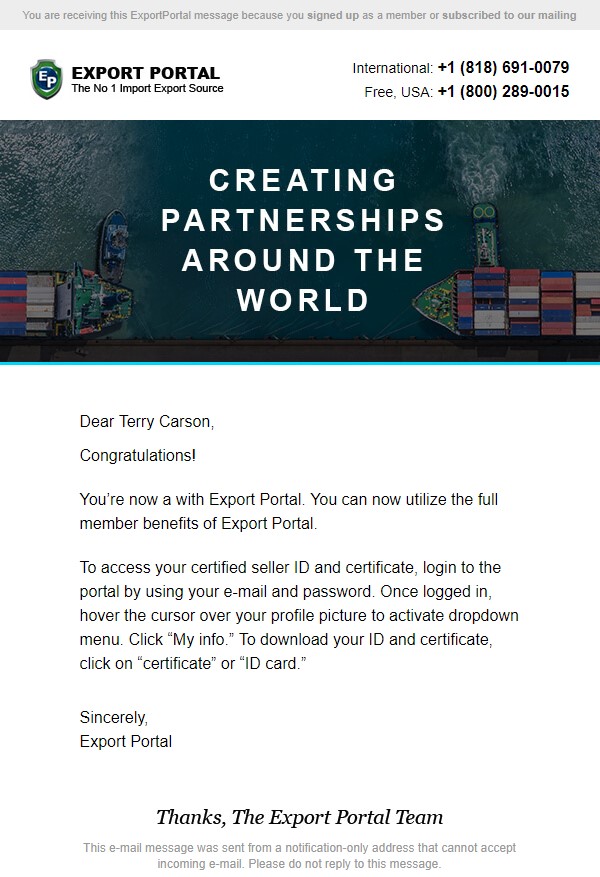 You are receiving this ExportPortal message because you signed up as a member or subscribed to our mailing
EP
EXPORT PORTAL
The No 1 Import Export Source
International: +1 (818) 691-0079
Free, USA: +1 (800) 289-0015
CREATING
PARTNERSHIPS
AROUND THE
WORLD
Dear Terry Carson,
Congratulations!
You’re now a with Export Portal. You can now utilize the full
member benefits of Export Portal.
To access your certified seller ID and certificate, login to the
portal by using your e-mail and password. Once logged in,
hover the cursor over your profile picture to activate dropdown
menu. Click “My info.” To download your ID and certificate,
click on “certificate” or “ID card.”
Sincerely,
Export Portal
Thanks, The Export Portal Team
This e-mail message was sent from a notification-only address that cannot accept
incoming e-mail. Please do not reply to this message.